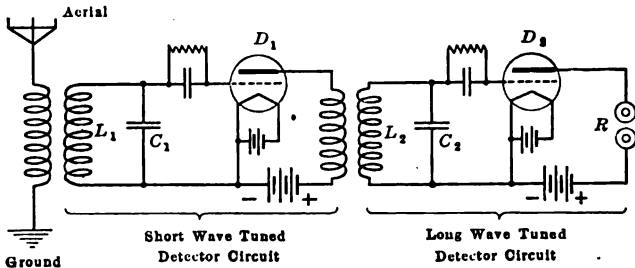 Aerial
D1
D2
L1
C1
L2
C2
R
− +
− +
Short Wave Tuned
Detector Circuit
Long Wave Tuned
Detector Circuit
Ground